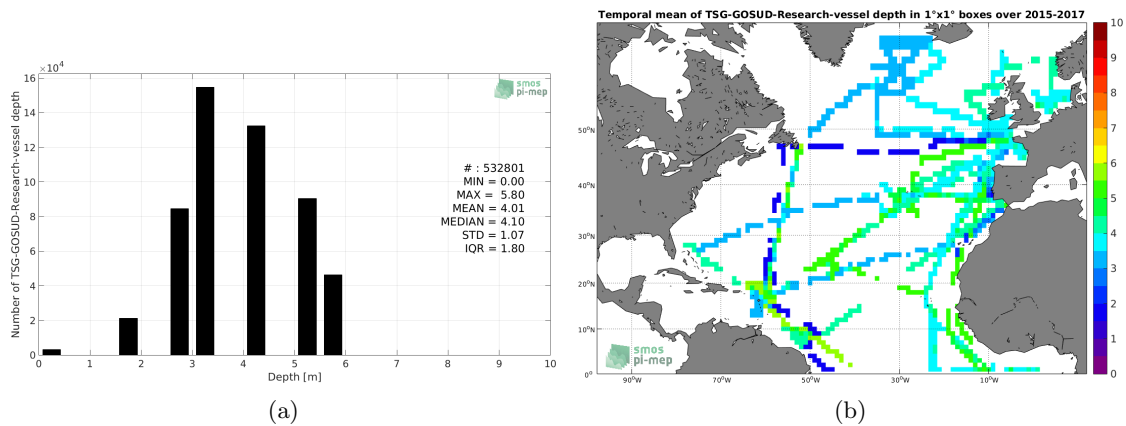 ×10⁴
16
14
12
10
8
6
4
2
0
Number of TSG-GOSUD-Research-vessel depth
smos
pi-mep
# : 532801
MIN = 0.00
MAX = 5.80
MEAN = 4.01
MEDIAN = 4.10
STD = 1.07
IQR = 1.80
0 1 2 3 4 5 6 7 8 9 10
Depth [m]
(a)
Temporal mean of TSG-GOSUD-Research-vessel depth in 1°x1° boxes over 2015-2017
50°N
40°N
30°N
20°N
10°N
0°
90°W 70°W 50°W 30°W 10°W
smos
pi-mep
10
9
8
7
6
5
4
3
2
1
0
(b)